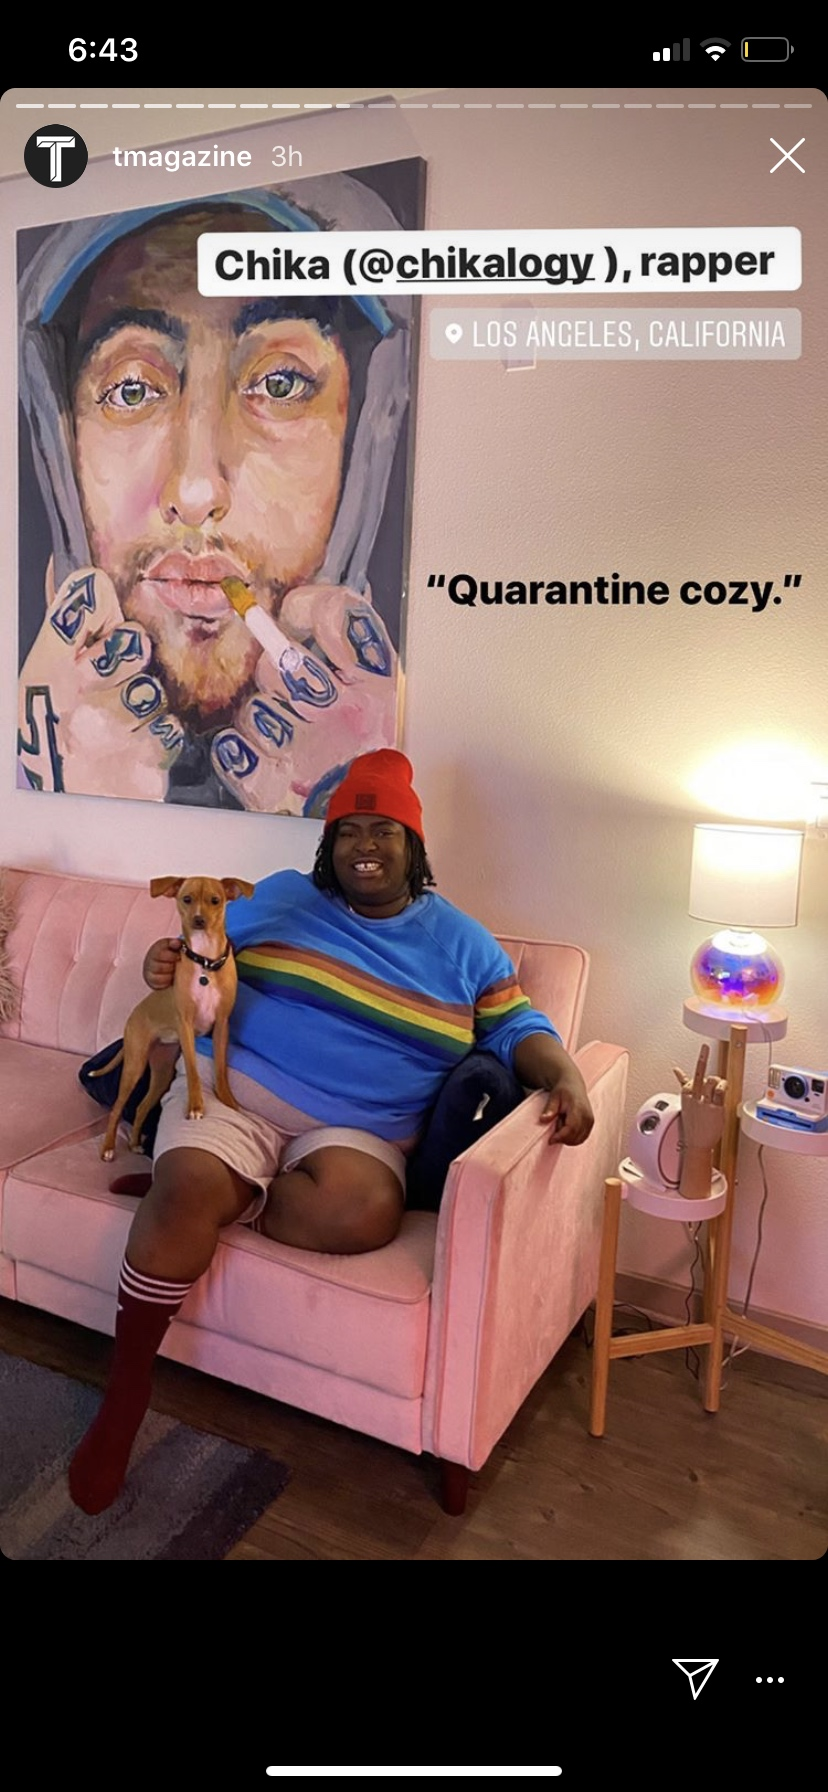 6:43
T
tmagazine 3h
Chika (@chikalogy ), rapper
LOS ANGELES, CALIFORNIA
“Quarantine cozy.”